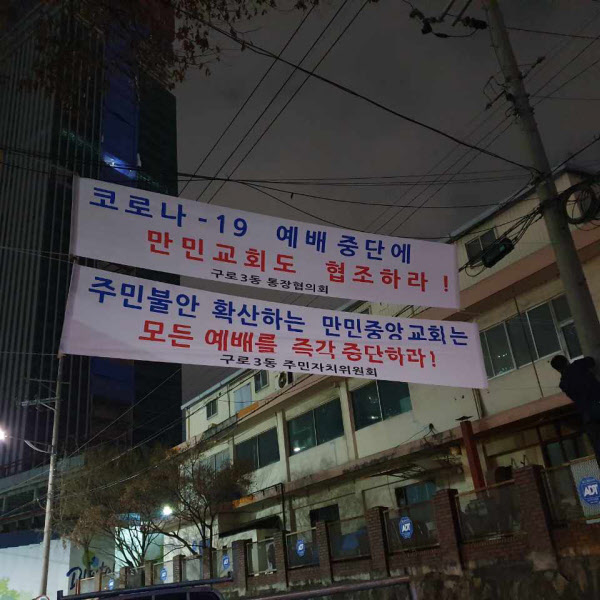 코로나-19 예배 중단에
만민교회도 협조하라!
구로3동 통장협의회
주민불안 확산하는 만민중앙교회는
모든 예배를 즉각 중단하라!
구로3동 주민자치위원회
ADT
ADT